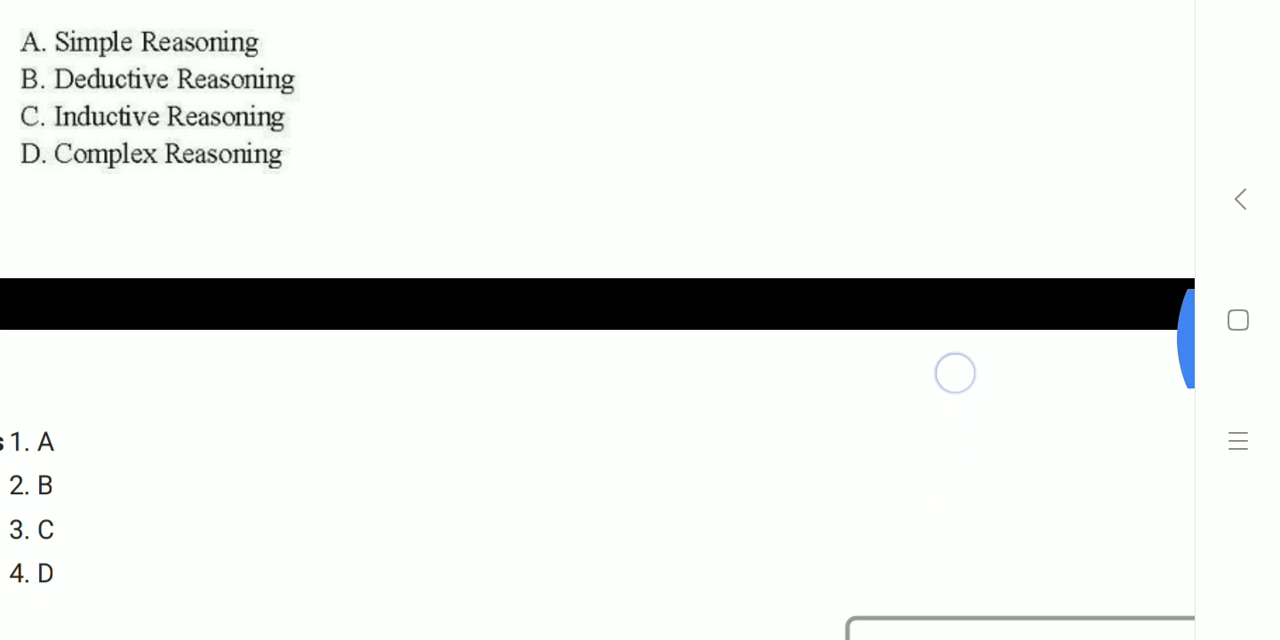 A. Simple Reasoning
B. Deductive Reasoning
C. Inductive Reasoning
D. Complex Reasoning
1. A
2. B
3. C
4. D